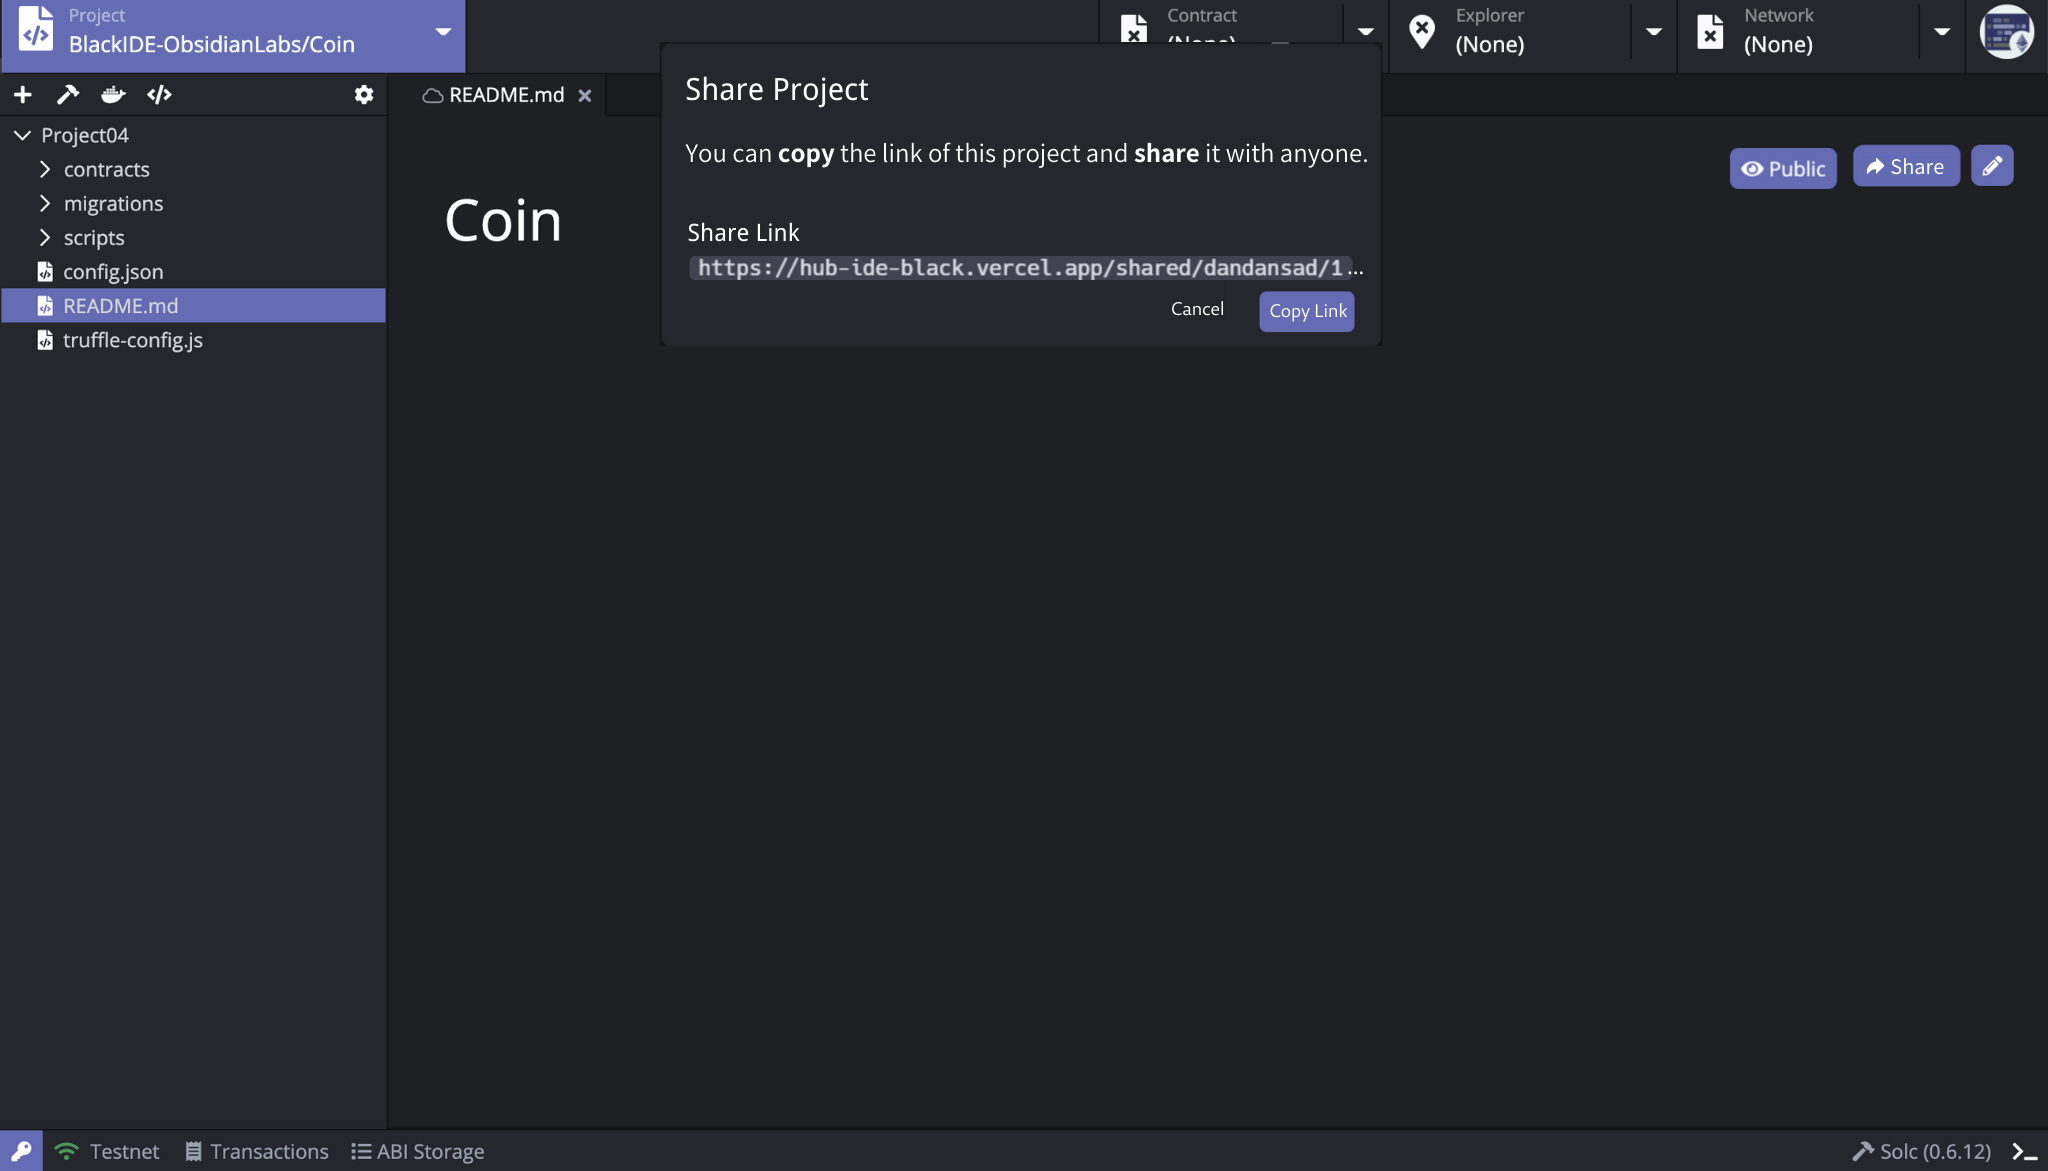 Project
BlackIDE-ObsidianLabs/Coin
Contract
(None)
Explorer
(None)
Network
(None)
README.md
Project04
contracts
migrations
scripts
config.json
README.md
truffle-config.js
Share Project
You can copy the link of this project and share it with anyone.
Share Link
https://hub-ide-black.vercel.app/shared/dandansad/1...
Cancel
Copy Link
Public
Share
Coin
Testnet
Transactions
ABI Storage
Solc (0.6.12)